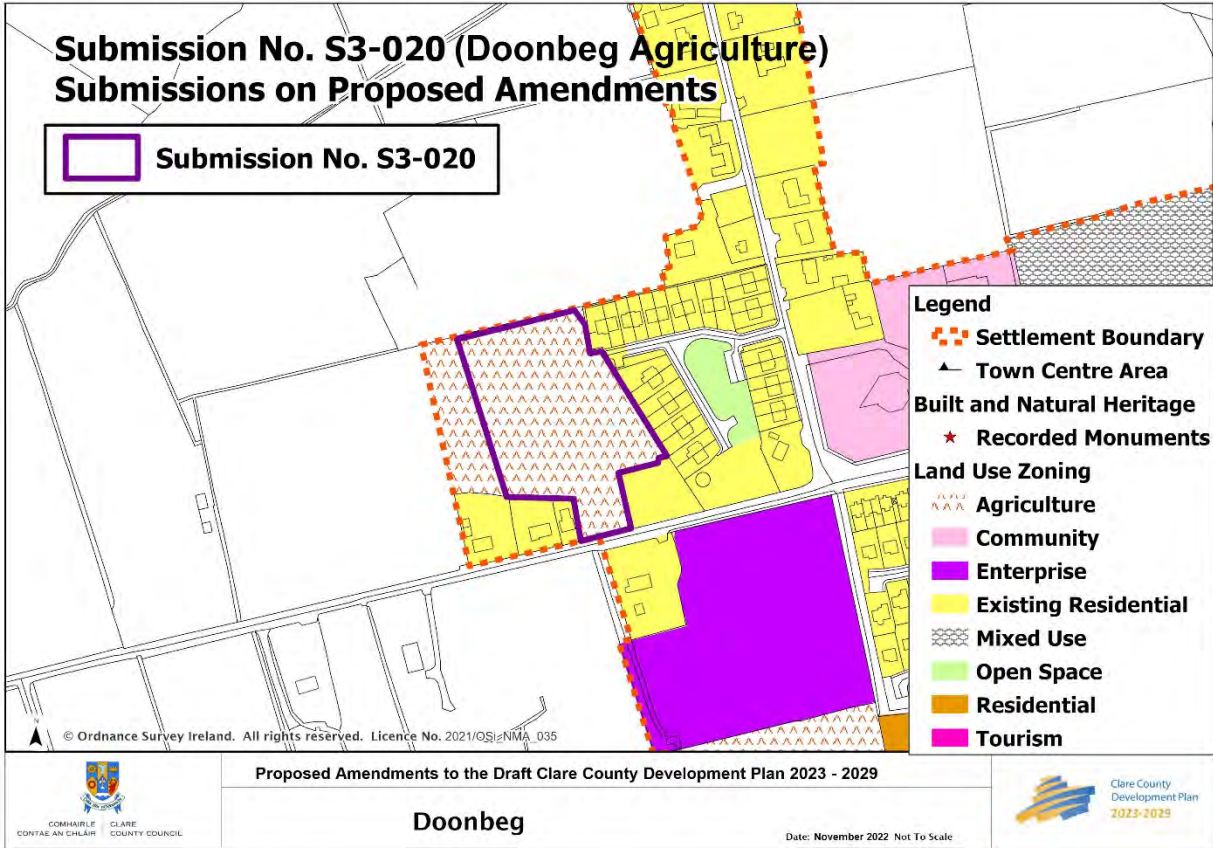 Submission No. S3-020 (Doonbeg Agriculture)
Submissions on Proposed Amendments
Submission No. S3-020
Legend
Settlement Boundary
Town Centre Area
Built and Natural Heritage
Recorded Monuments
Land Use Zoning
Agriculture
Community
Enterprise
Existing Residential
Mixed Use
Open Space
Residential
Tourism
N
© Ordnance Survey Ireland. All rights reserved. Licence No. 2021/OSi_NMA_035
COMHAIRLE CONTAE AN CHLÁIR
CLARE COUNTY COUNCIL
Proposed Amendments to the Draft Clare County Development Plan 2023 - 2029
Doonbeg
Date: November 2022 Not To Scale
Clare County
Development Plan
2023-2029